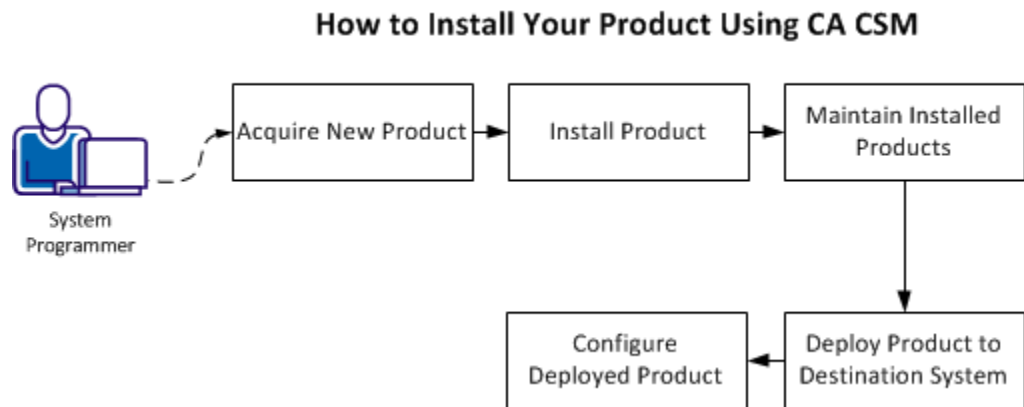 How to Install Your Product Using CA CSM
Acquire New Product
Install Product
Maintain Installed
Products
System
Programmer
Configure
Deployed Product
Deploy Product to
Destination System